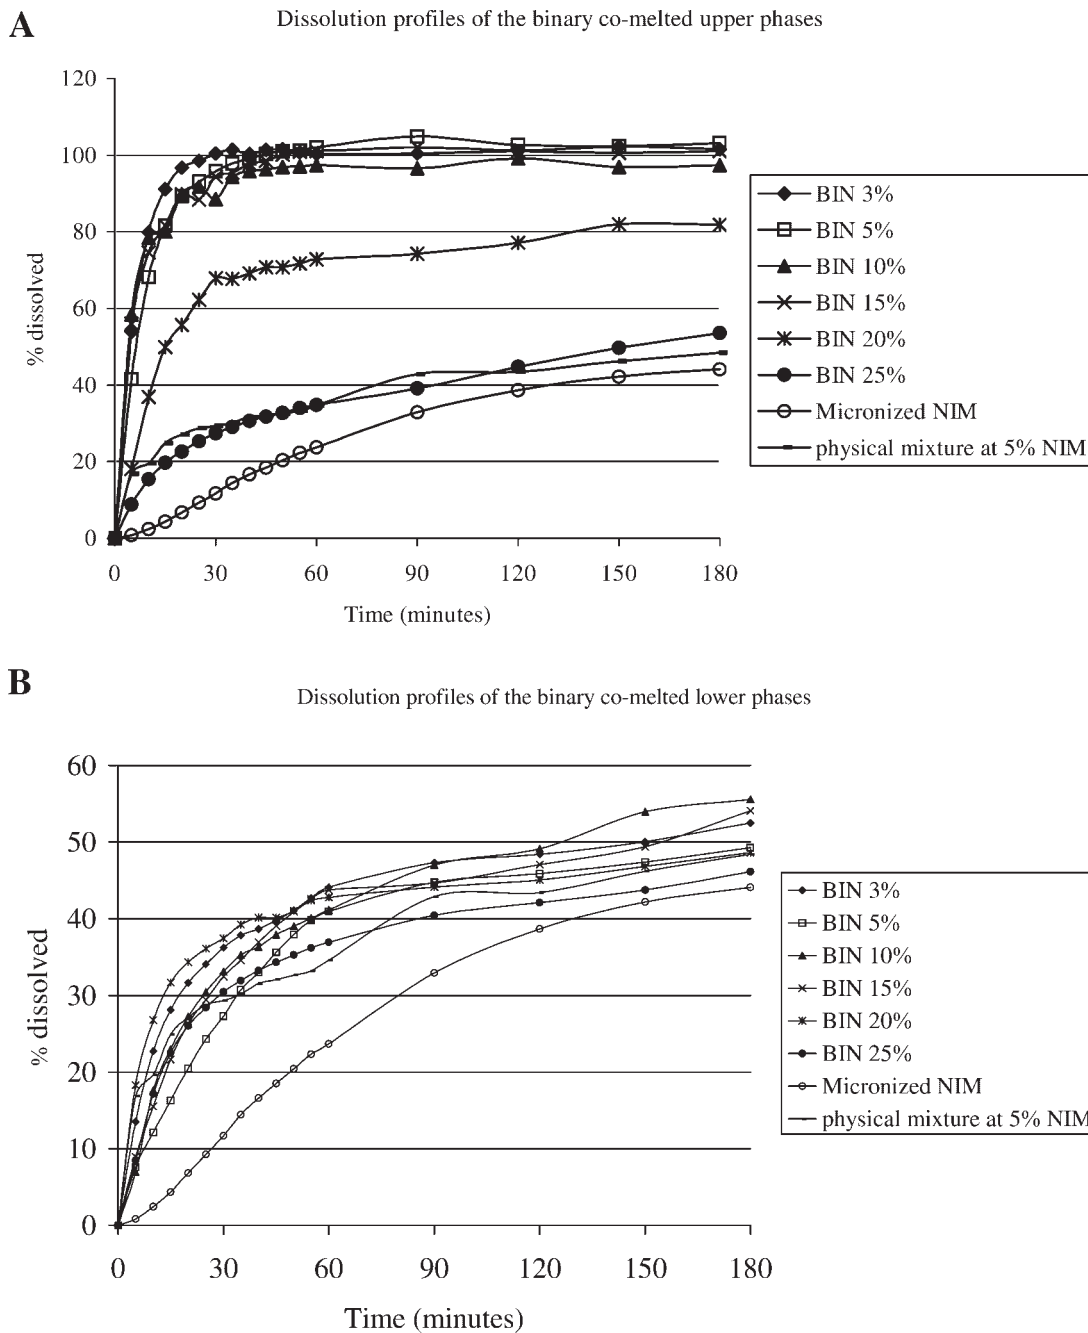 A
Dissolution profiles of the binary co-melted upper phases
120
100
80
60
40
20
0
% dissolved
0 30 60 90 120 150 180
Time (minutes)
BIN 3%
BIN 5%
BIN 10%
BIN 15%
BIN 20%
BIN 25%
Micronized NIM
physical mixture at 5% NIM
B
Dissolution profiles of the binary co-melted lower phases
60
50
40
30
20
10
0
% dissolved
0 30 60 90 120 150 180
Time (minutes)
BIN 3%
BIN 5%
BIN 10%
BIN 15%
BIN 20%
BIN 25%
Micronized NIM
physical mixture at 5% NIM